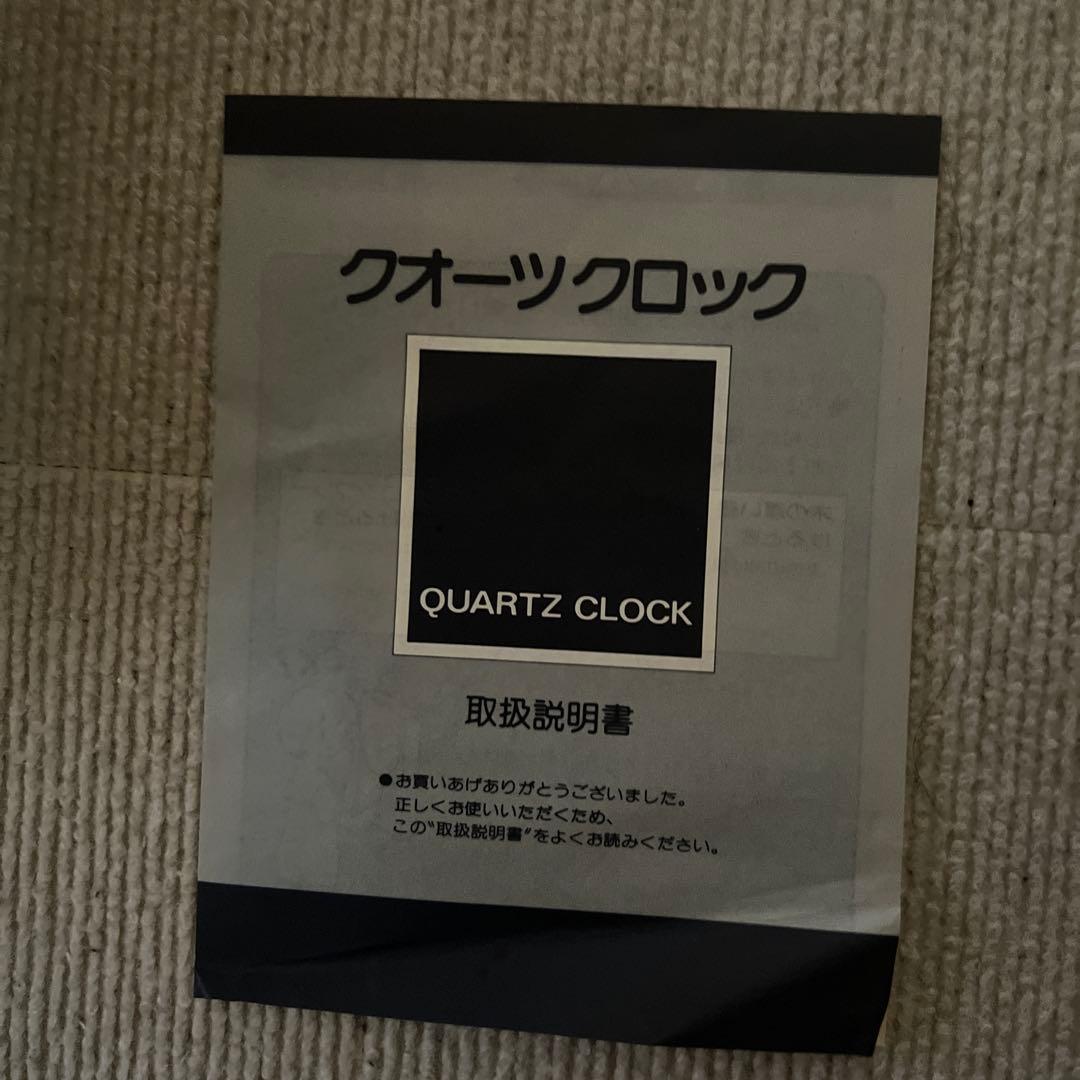 クオーツクロック
QUARTZ CLOCK
取扱説明書
●お買いあげありがとうございました。
正しくお使いいただくため、
この"取扱説明書"をよくお読みください。